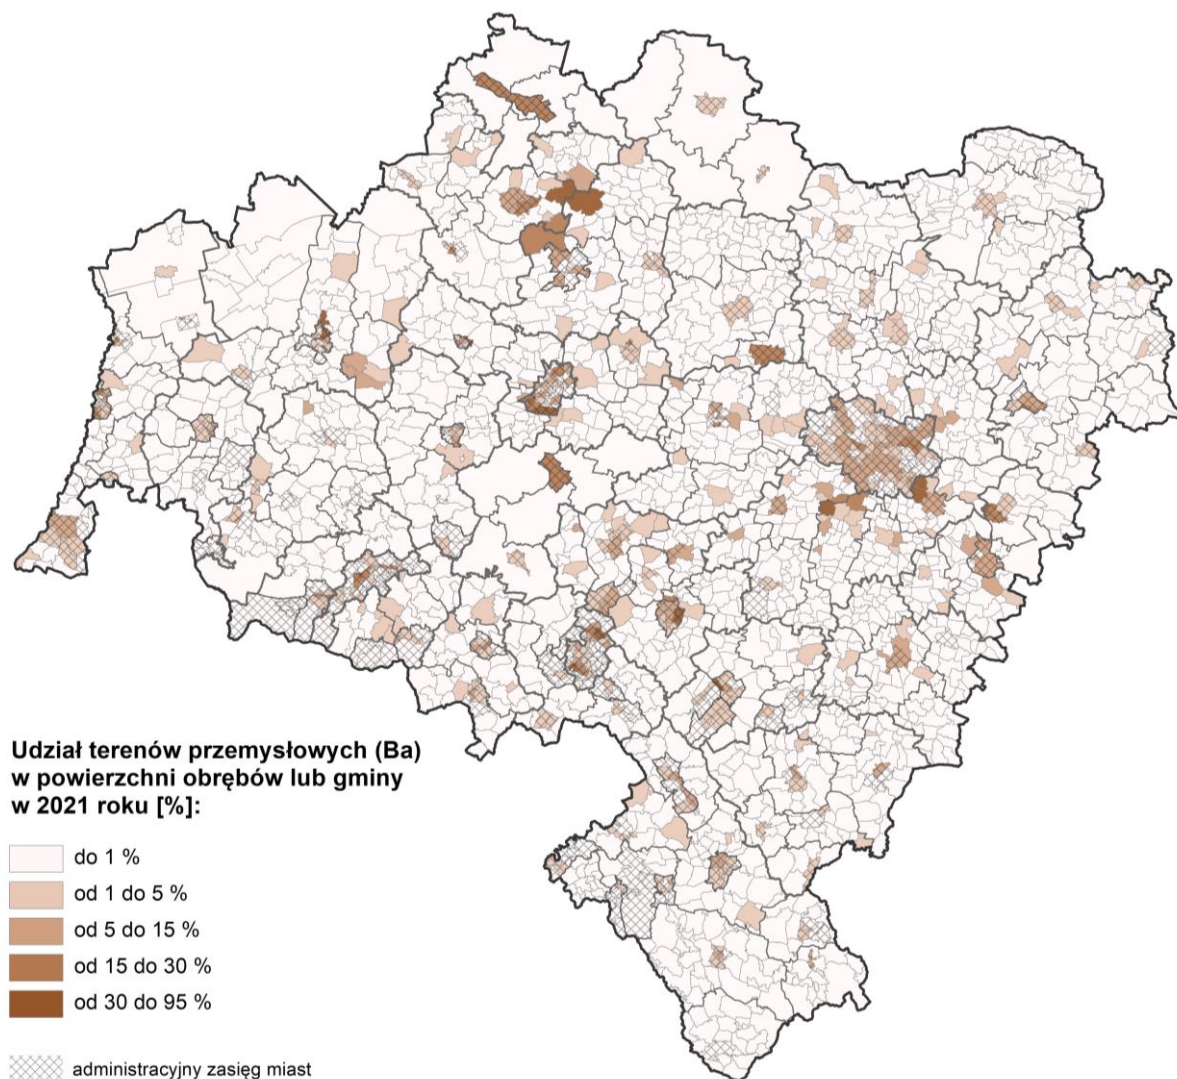 Udział terenów przemysłowych (Ba)
w powierzchni obrębów lub gminy
w 2021 roku [%]:
do 1 %
od 1 do 5 %
od 5 do 15 %
od 15 do 30 %
od 30 do 95 %
administracyjny zasięg miast